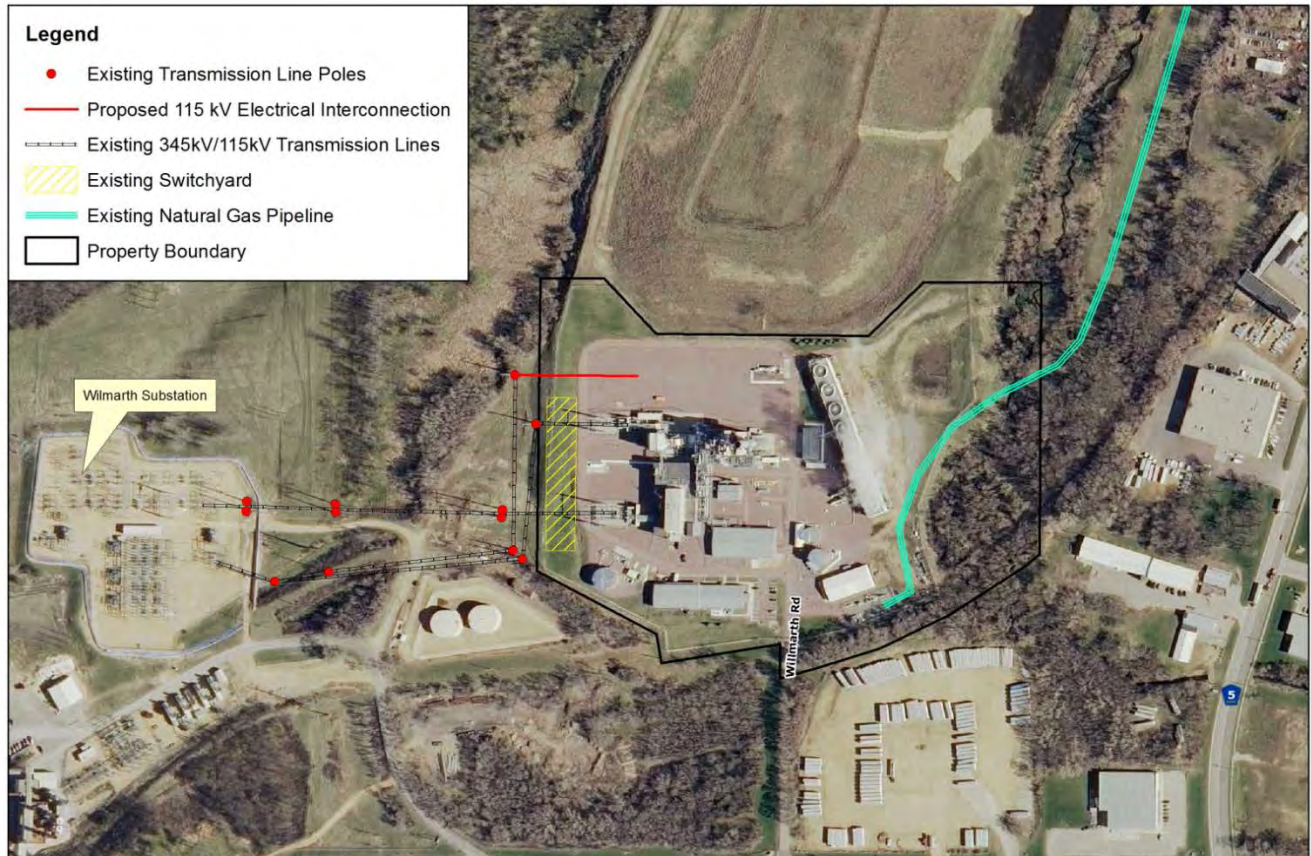 Legend
Existing Transmission Line Poles
Proposed 115 kV Electrical Interconnection
Existing 345kV/115kV Transmission Lines
Existing Switchyard
Existing Natural Gas Pipeline
Property Boundary
Wilmarth Substation
Willmarth Rd
5